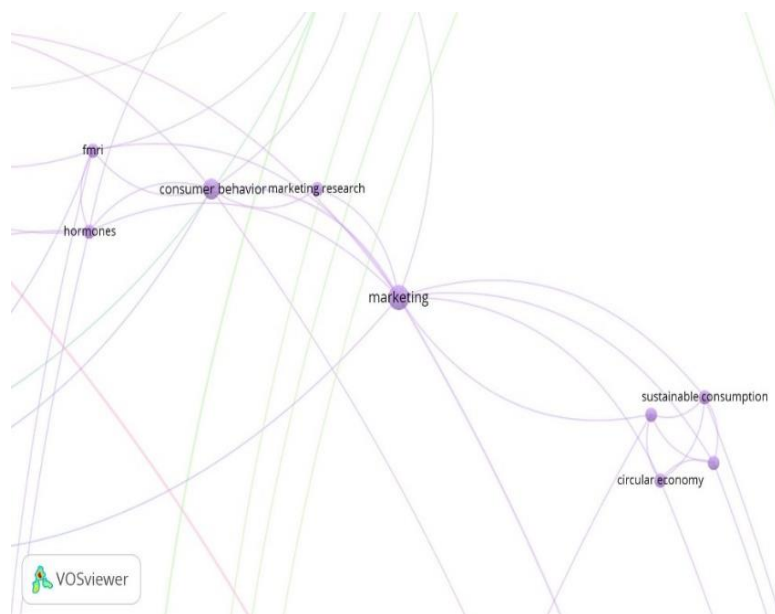 fmri
consumer behavior
marketing research
hormones
marketing
sustainable consumption
circular economy
VOSviewer